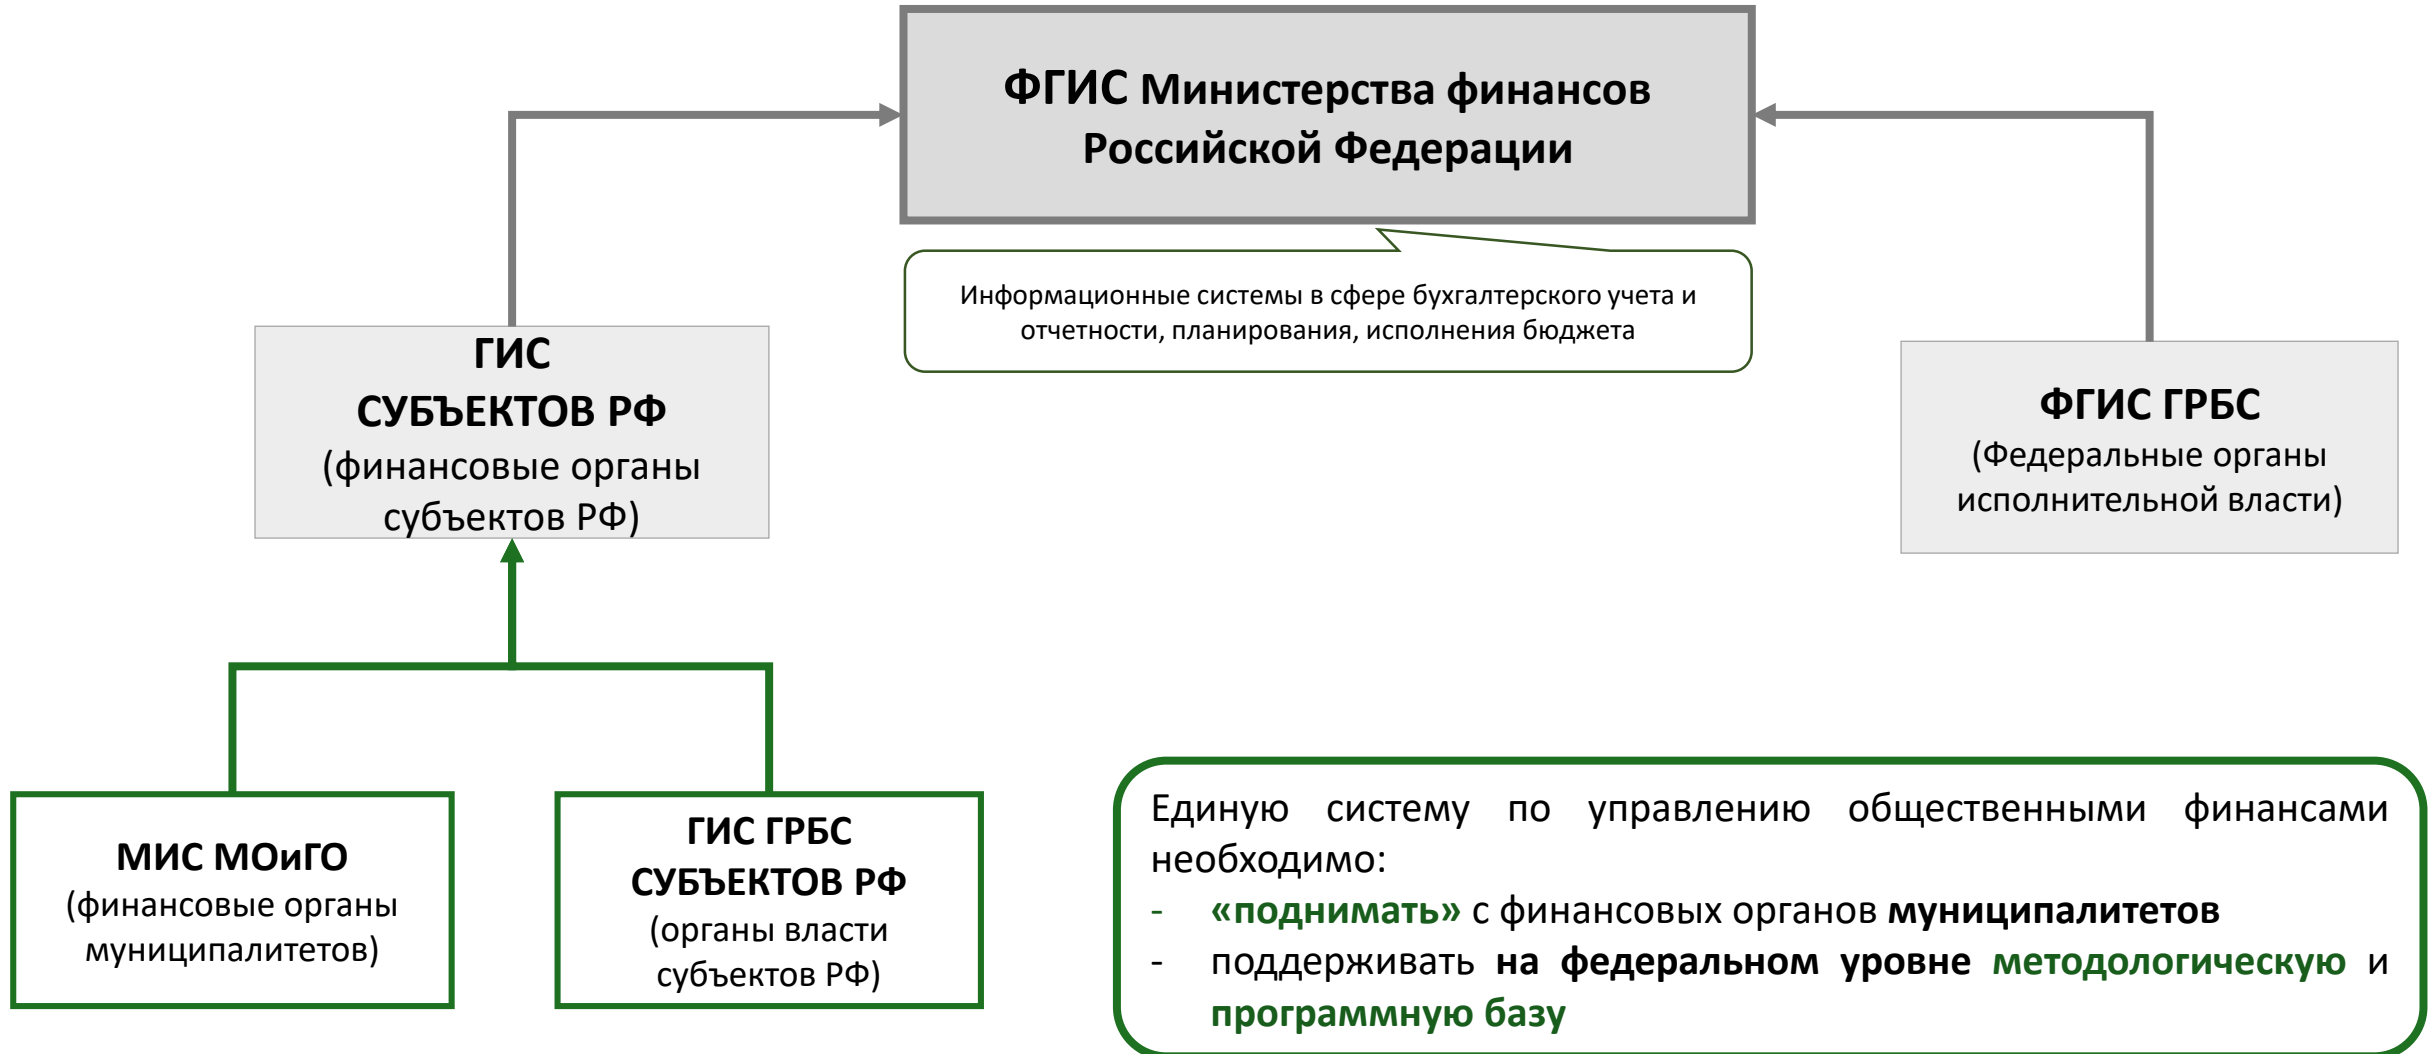 ФГИС Министерства финансов
Российской Федерации
Информационные системы в сфере бухгалтерского учета и
отчетности, планирования, исполнения бюджета
ГИС
СУБЪЕКТОВ РФ
(финансовые органы
субъектов РФ)
ФГИС ГРБС
(Федеральные органы
исполнительной власти)
МИС МОиГО
(финансовые органы
муниципалитетов)
ГИС ГРБС
СУБЪЕКТОВ РФ
(органы власти
субъектов РФ)
Единую систему по управлению общественными финансами
необходимо:
- «поднимать» с финансовых органов муниципалитетов
- поддерживать на федеральном уровне методологическую и
программную базу